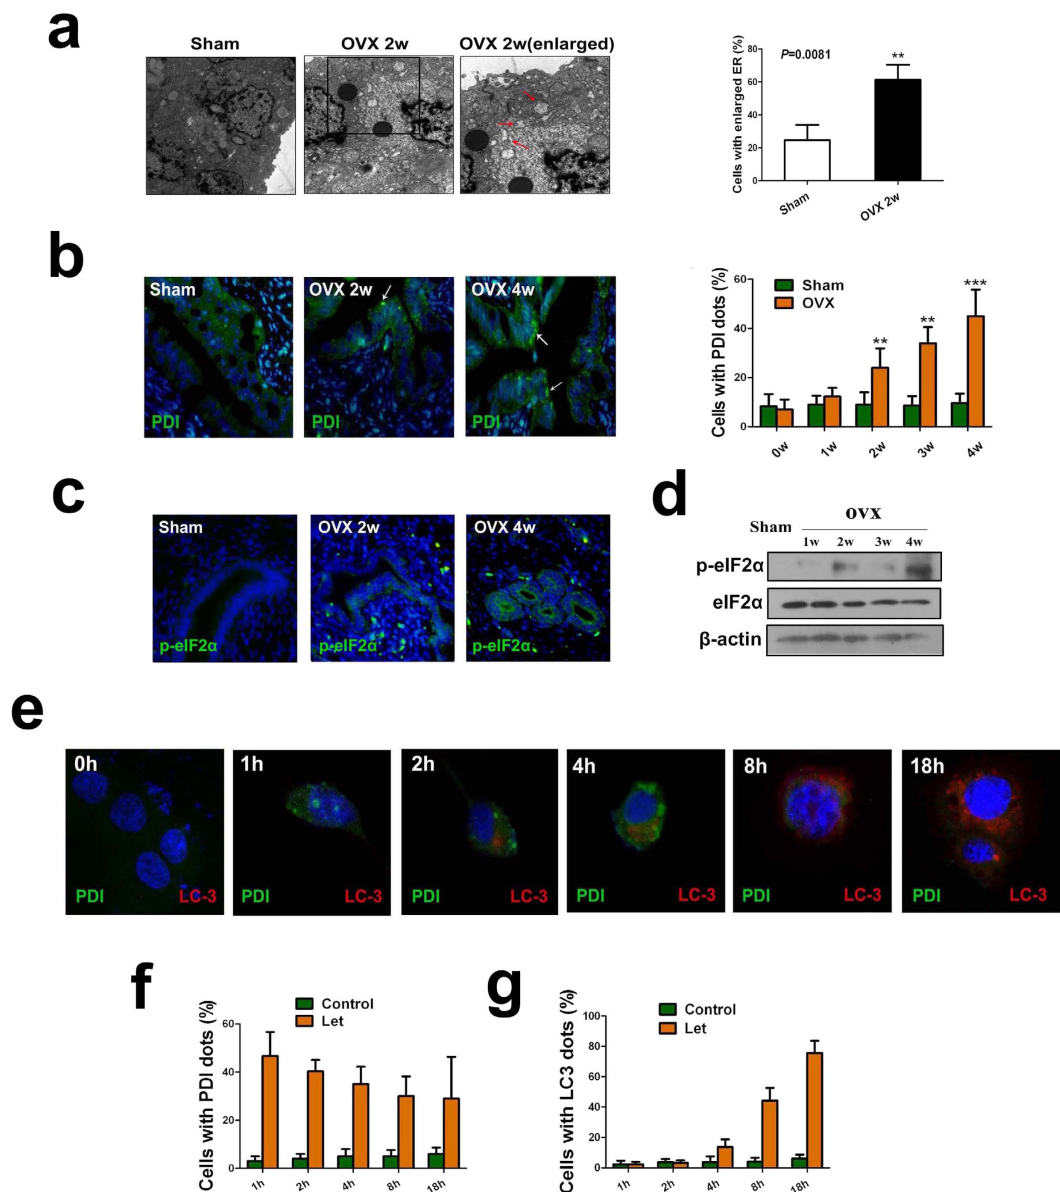 a
Sham
OVX 2w
OVX 2w(enlarged)
Cells with enlarged ER (%)
P=0.0081
**
80
60
40
20
0
Sham
OVX 2w
b
Sham
PDI
OVX 2w
PDI
OVX 4w
PDI
Cells with PDI dots (%)
Sham
OVX
60
40
20
0
**
**
***
0w
1w
2w
3w
4w
c
Sham
p-eIF2α
OVX 2w
p-eIF2α
OVX 4w
p-eIF2α
d
OVX
Sham
1w
2w
3w
4w
p-eIF2α
eIF2α
β-actin
e
0h
PDI
LC-3
1h
PDI
LC-3
2h
PDI
LC-3
4h
PDI
LC-3
8h
PDI
LC-3
18h
PDI
LC-3
f
Cells with PDI dots (%)
Control
Let
60
40
20
0
1h
2h
4h
8h
18h
g
Cells with LC3 dots (%)
Control
Let
100
80
60
40
20
0
1h
2h
4h
8h
18h